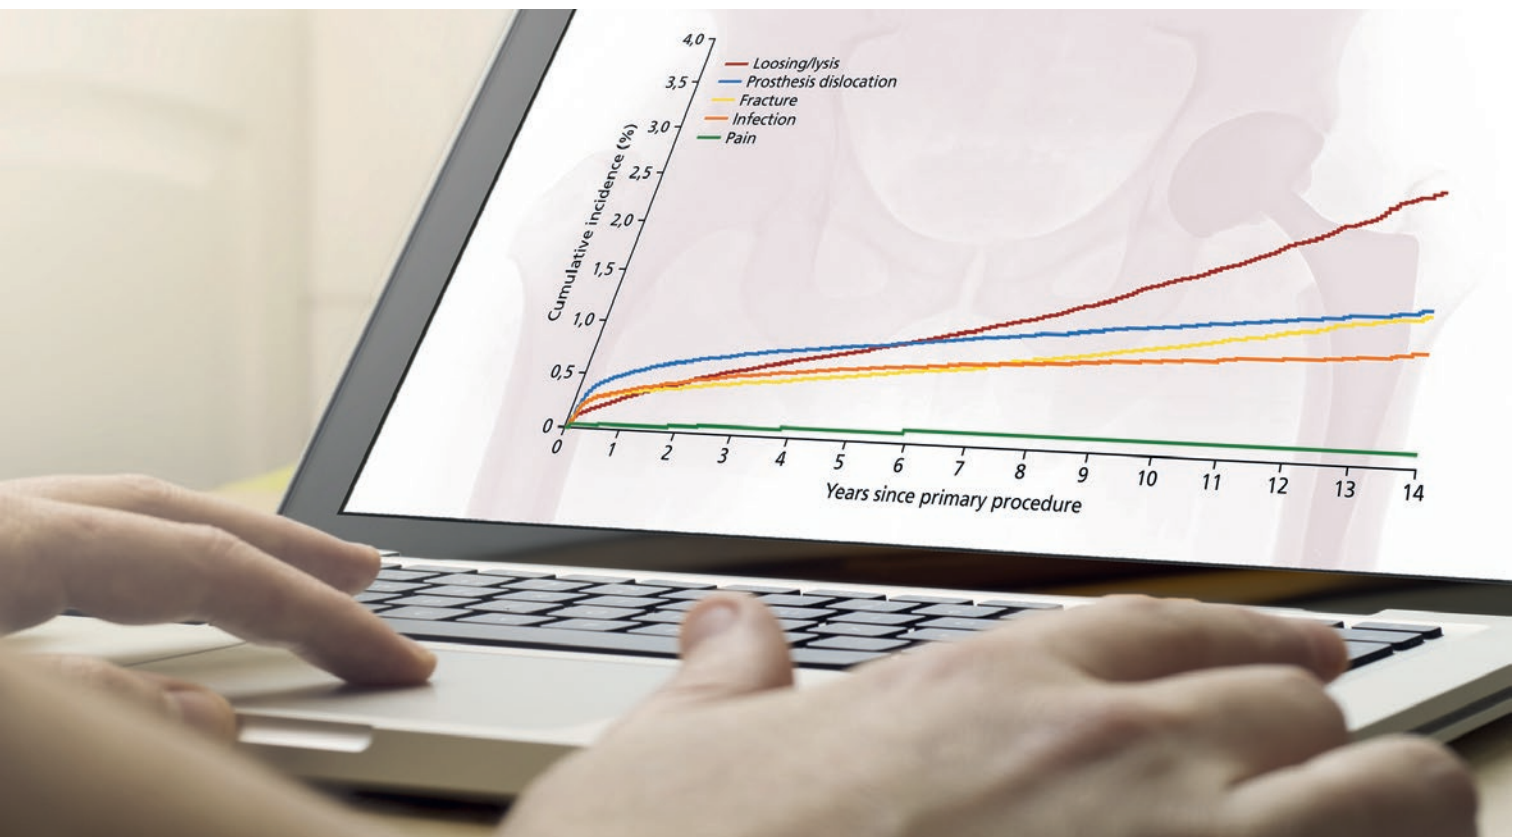 4,0
3,5
3,0
2,5
2,0
1,5
1,0
0,5
0
Cumulative incidence (%)
Loosing/lysis
Prosthesis dislocation
Fracture
Infection
Pain
0 1 2 3 4 5 6 7 8 9 10 11 12 13 14
Years since primary procedure